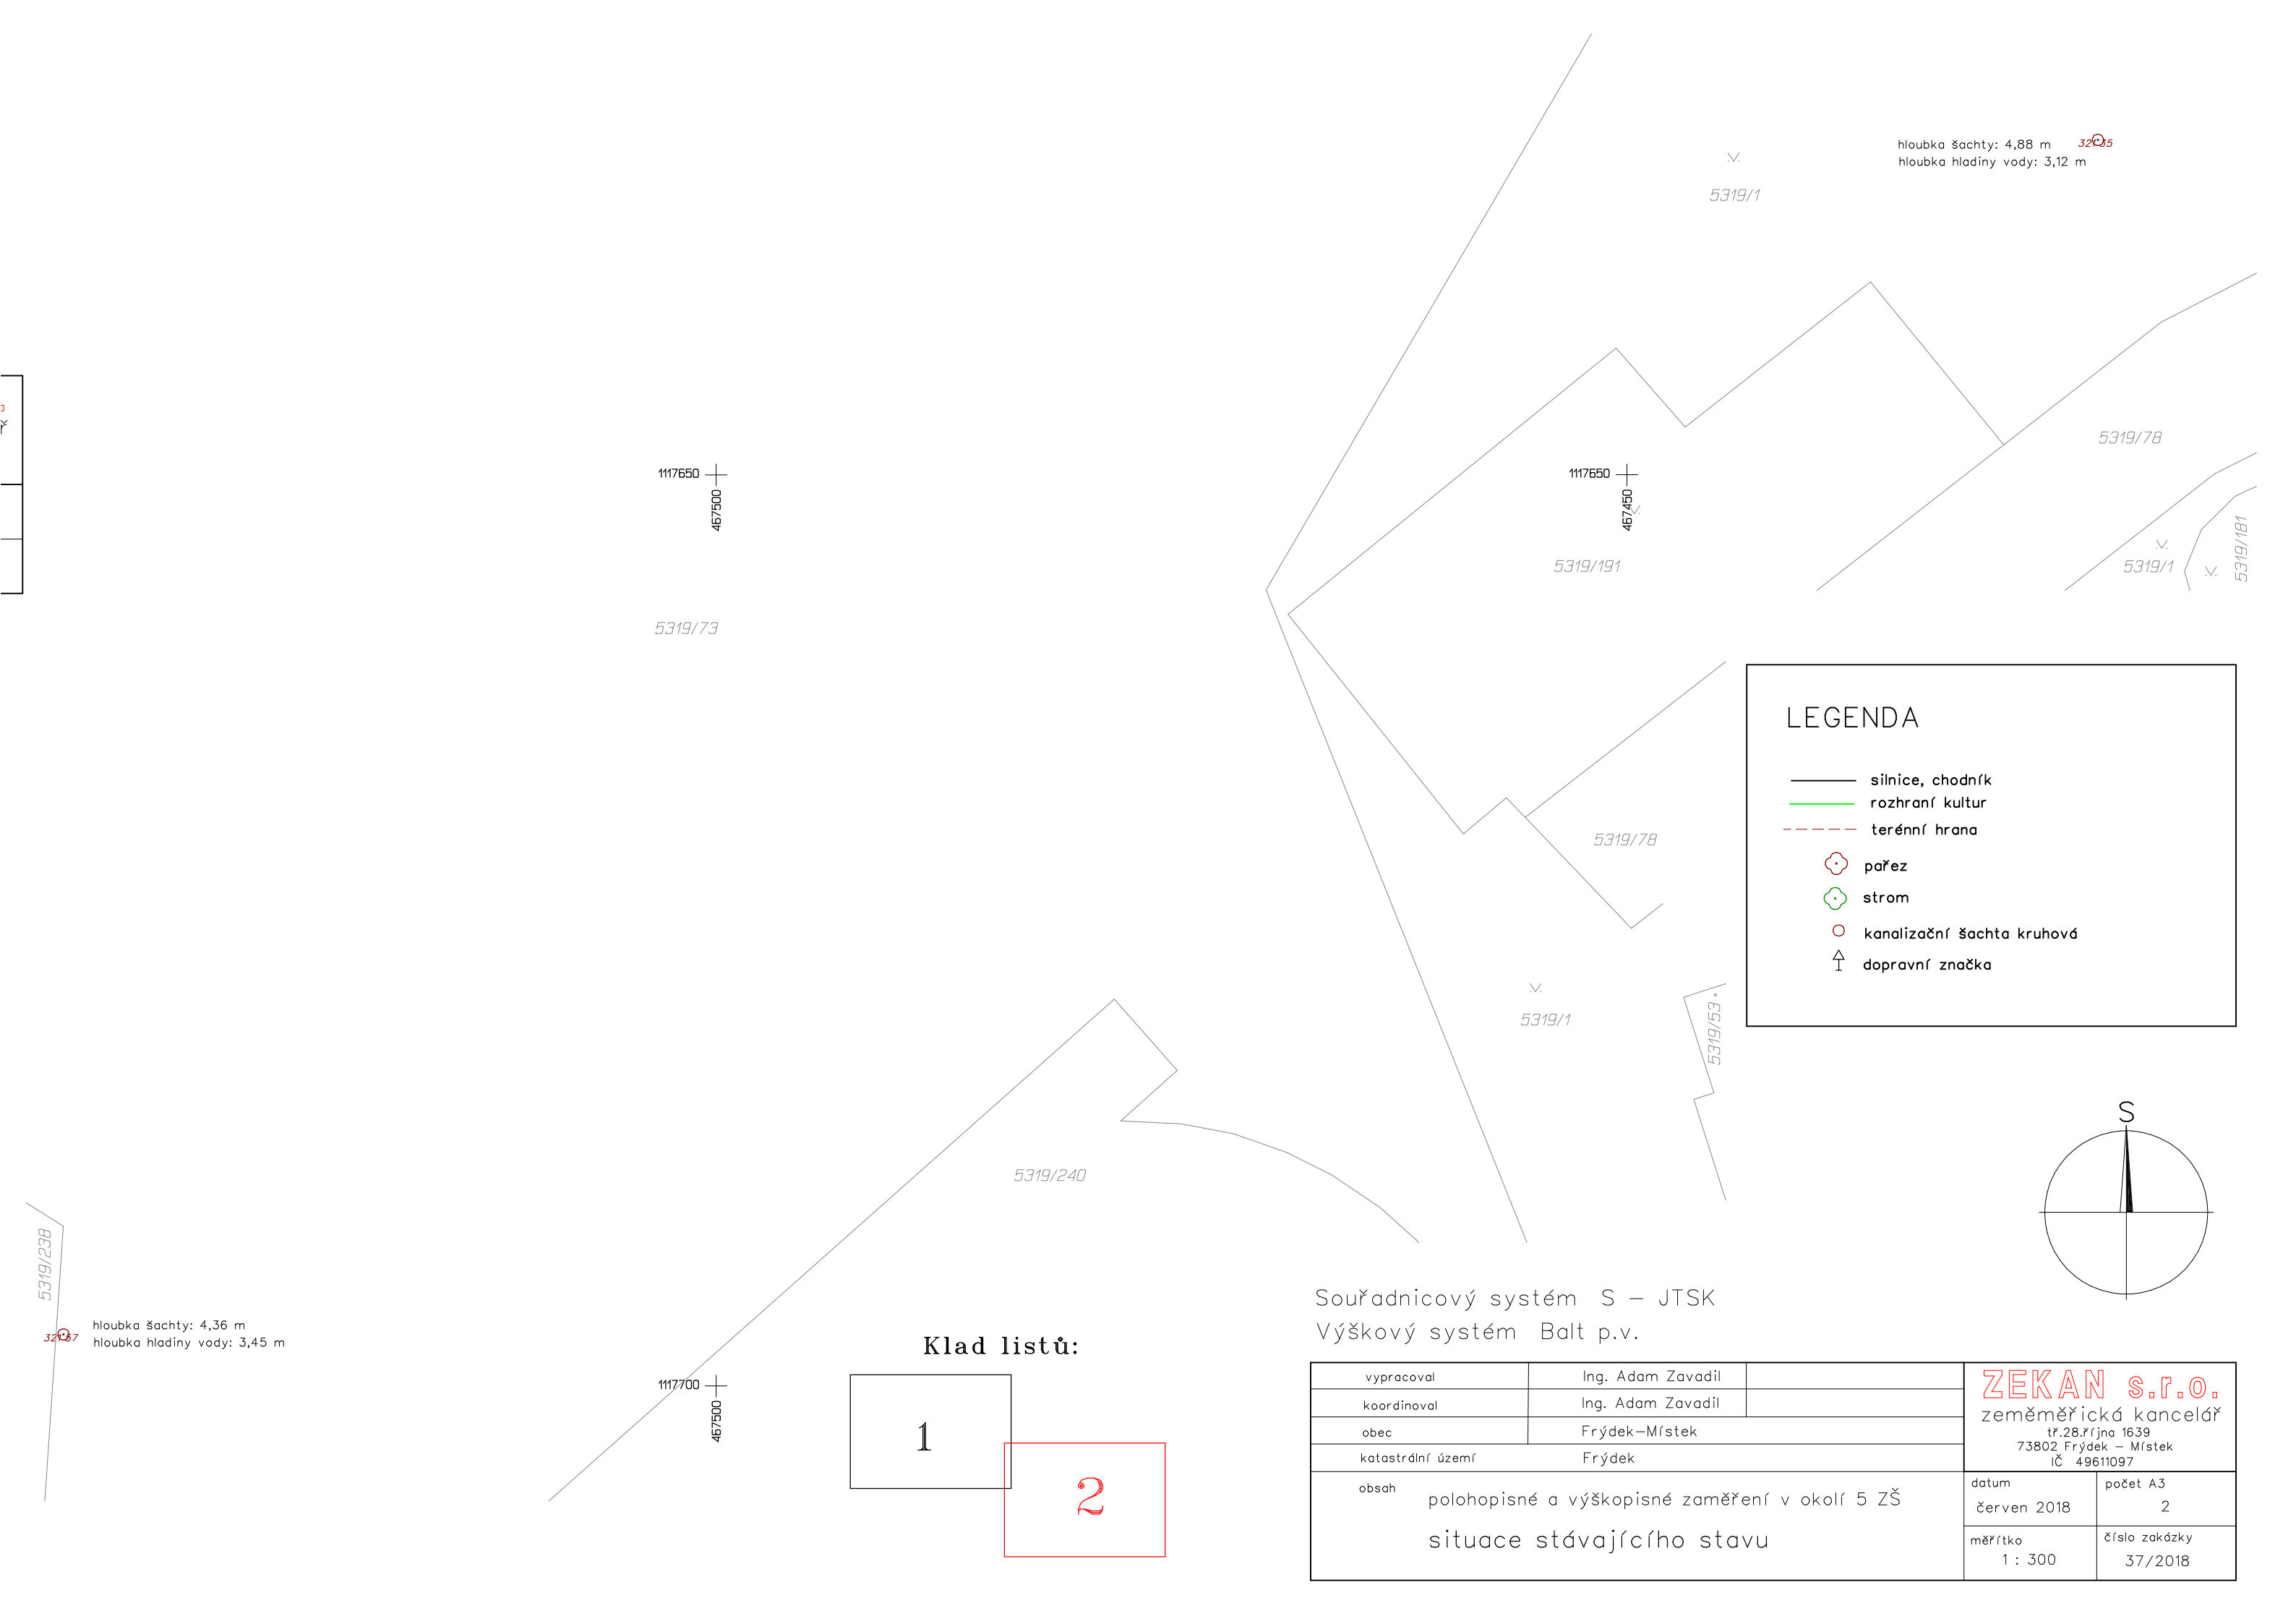 hloubka šachty: 4,88 m
hloubka hladiny vody: 3,12 m
5319/1
ř
5319/78
1117650
467500
1117650
467450
5319/181
5319/191
5319/1
5319/73
LEGENDA
silnice, chodník
rozhraní kultur
terénní hrana
pařez
strom
kanalizační šachta kruhová
dopravní značka
5319/78
5319/1
5319/53
5319/240
S
5319/238
hloubka šachty: 4,36 m
hloubka hladiny vody: 3,45 m
Souřadnicový systém S - JTSK
Výškový systém Balt p.v.
Klad listů:
1
2
1117700
467500
vypracoval Ing. Adam Zavadil
koordinoval Ing. Adam Zavadil
obec Frýdek-Místek
katastrální území Frýdek
obsah
polohopisné a výškopisné zaměření v okolí 5 ZŠ
situace stávajícího stavu
ZEKAN s.r.o.
zeměměřická kancelář
tř.28.října 1639
73802 Frýdek - Místek
IČ 49611097
datum
červen 2018
počet A3
2
měřítko
1 : 300
číslo zakázky
37/2018